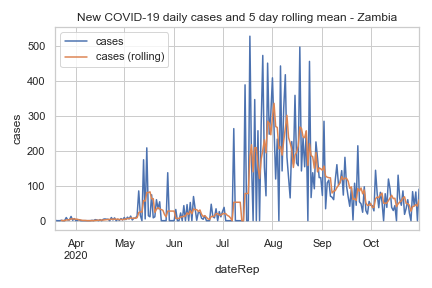 New COVID-19 daily cases and 5 day rolling mean - Zambia
cases
cases (rolling)
500
400
300
200
100
0
cases
Apr
2020
May
Jun
Jul
Aug
Sep
Oct
dateRep